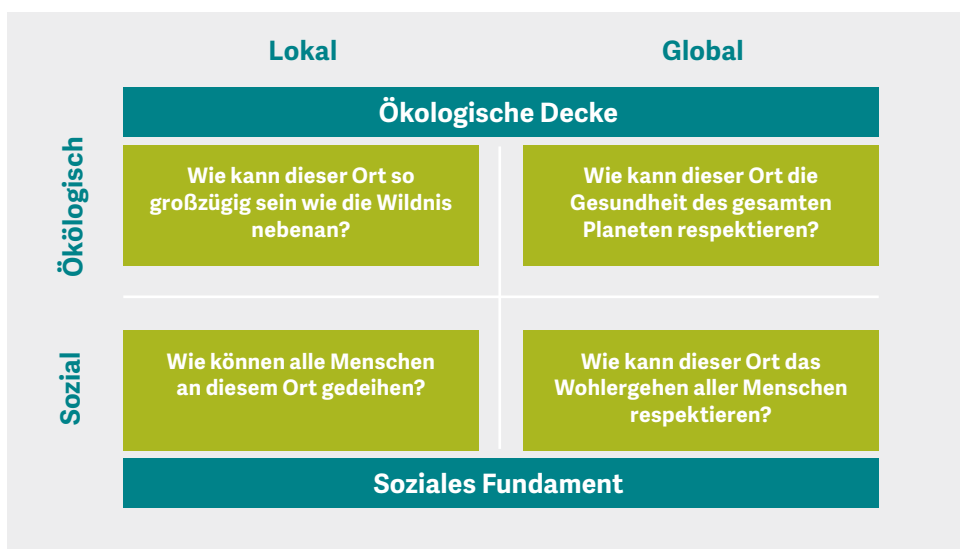 Lokal
Global
Ökologische Decke
Ökölogisch
Wie kann dieser Ort so
großzügig sein wie die Wildnis
nebenan?
Wie kann dieser Ort die
Gesundheit des gesamten
Planeten respektieren?
Sozial
Wie können alle Menschen
an diesem Ort gedeihen?
Wie kann dieser Ort das
Wohlergehen aller Menschen
respektieren?
Soziales Fundament